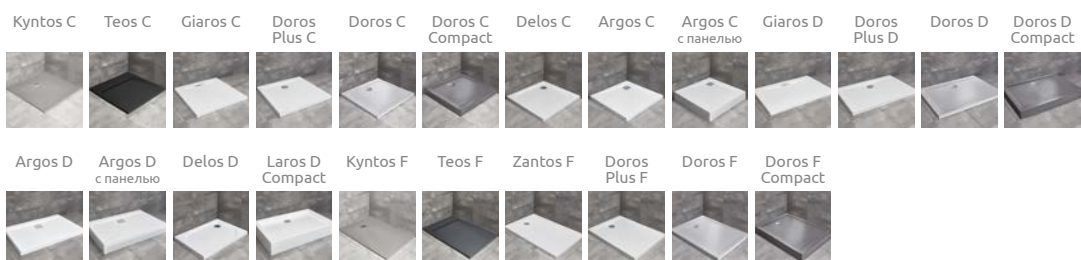 Kyntos C
Teos C
Giaros C
Doros
Plus C
Doros C
Doros C
Compact
Delos C
Argos C
Argos C
с панелью
Giaros D
Doros
Plus D
Doros D
Doros D
Compact
Argos D
Argos D
с панелью
Delos D
Laros D
Compact
Kyntos F
Teos F
Zantos F
Doros
Plus F
Doros F
Doros F
Compact